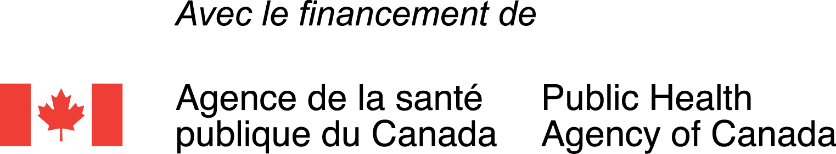 Avec le financement de
Agence de la santé
publique du Canada
Public Health
Agency of Canada